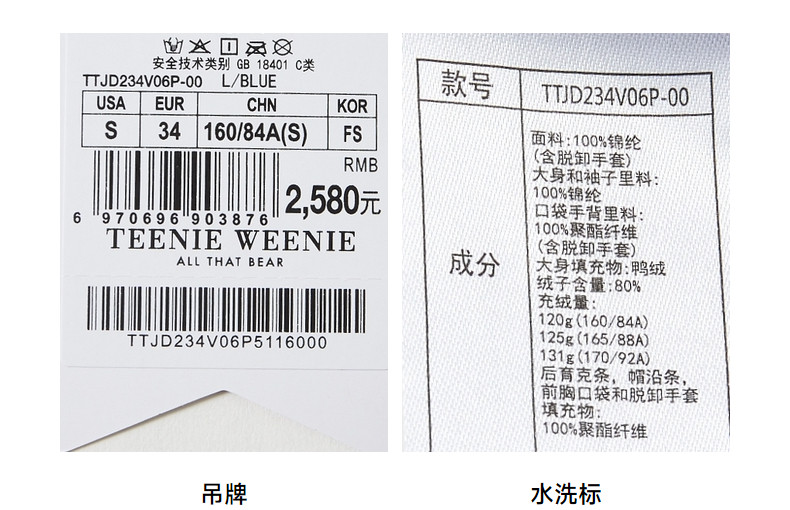 安全技术类别 GB 18401 C类
TTJD234V06P-00 L/BLUE
USA EUR CHN KOR
S 34 160/84A(S) FS
RMB
2,580元
6 970696 903876
TEENIE WEENIE
ALL THAT BEAR
TTJD234V06P5116000
吊牌
款号 TTJD234V06P-00
成分
面料:100%锦纶
(含脱卸手套)
大身和袖子里料:
100%锦纶
口袋手背里料:
100%聚酯纤维
(含脱卸手套)
大身填充物:鸭绒
绒子含量:80%
充绒量:
120g(160/84A)
125g(165/88A)
131g(170/92A)
后育克条，帽沿条，
前胸口袋和脱卸手套
填充物:
100%聚酯纤维
水洗标